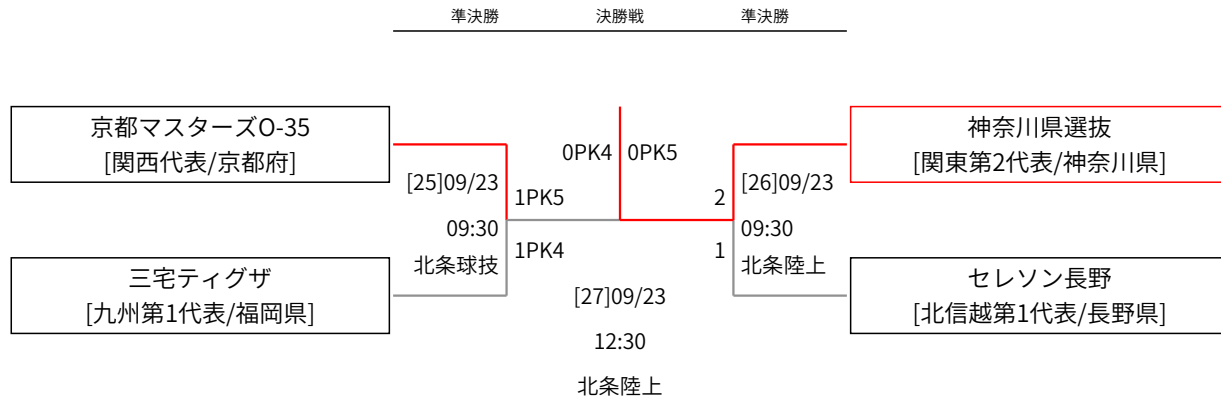 準決勝 決勝戦 準決勝
京都マスターズO-35
[関西代表/京都府]
神奈川県選抜
[関東第2代表/神奈川県]
0PK4 0PK5
[25]09/23
09:30
北条球技
1PK5
1PK4
2
1
[26]09/23
09:30
北条陸上
三宅ティグザ
[九州第1代表/福岡県]
セレソン長野
[北信越第1代表/長野県]
[27]09/23
12:30
北条陸上